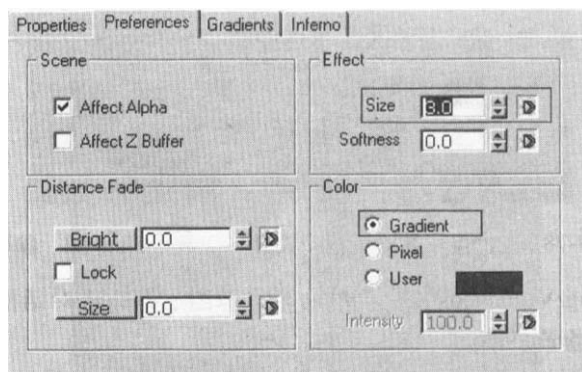 Properties Preferences Gradients Inferno
Scene
Affect Alpha
Affect Z Buffer
Effect
Size 3.0
Softness 0.0
Distance Fade
Bright 0.0
Lock
Size 0.0
Color
Gradient
Pixel
User
Intensity 100.0